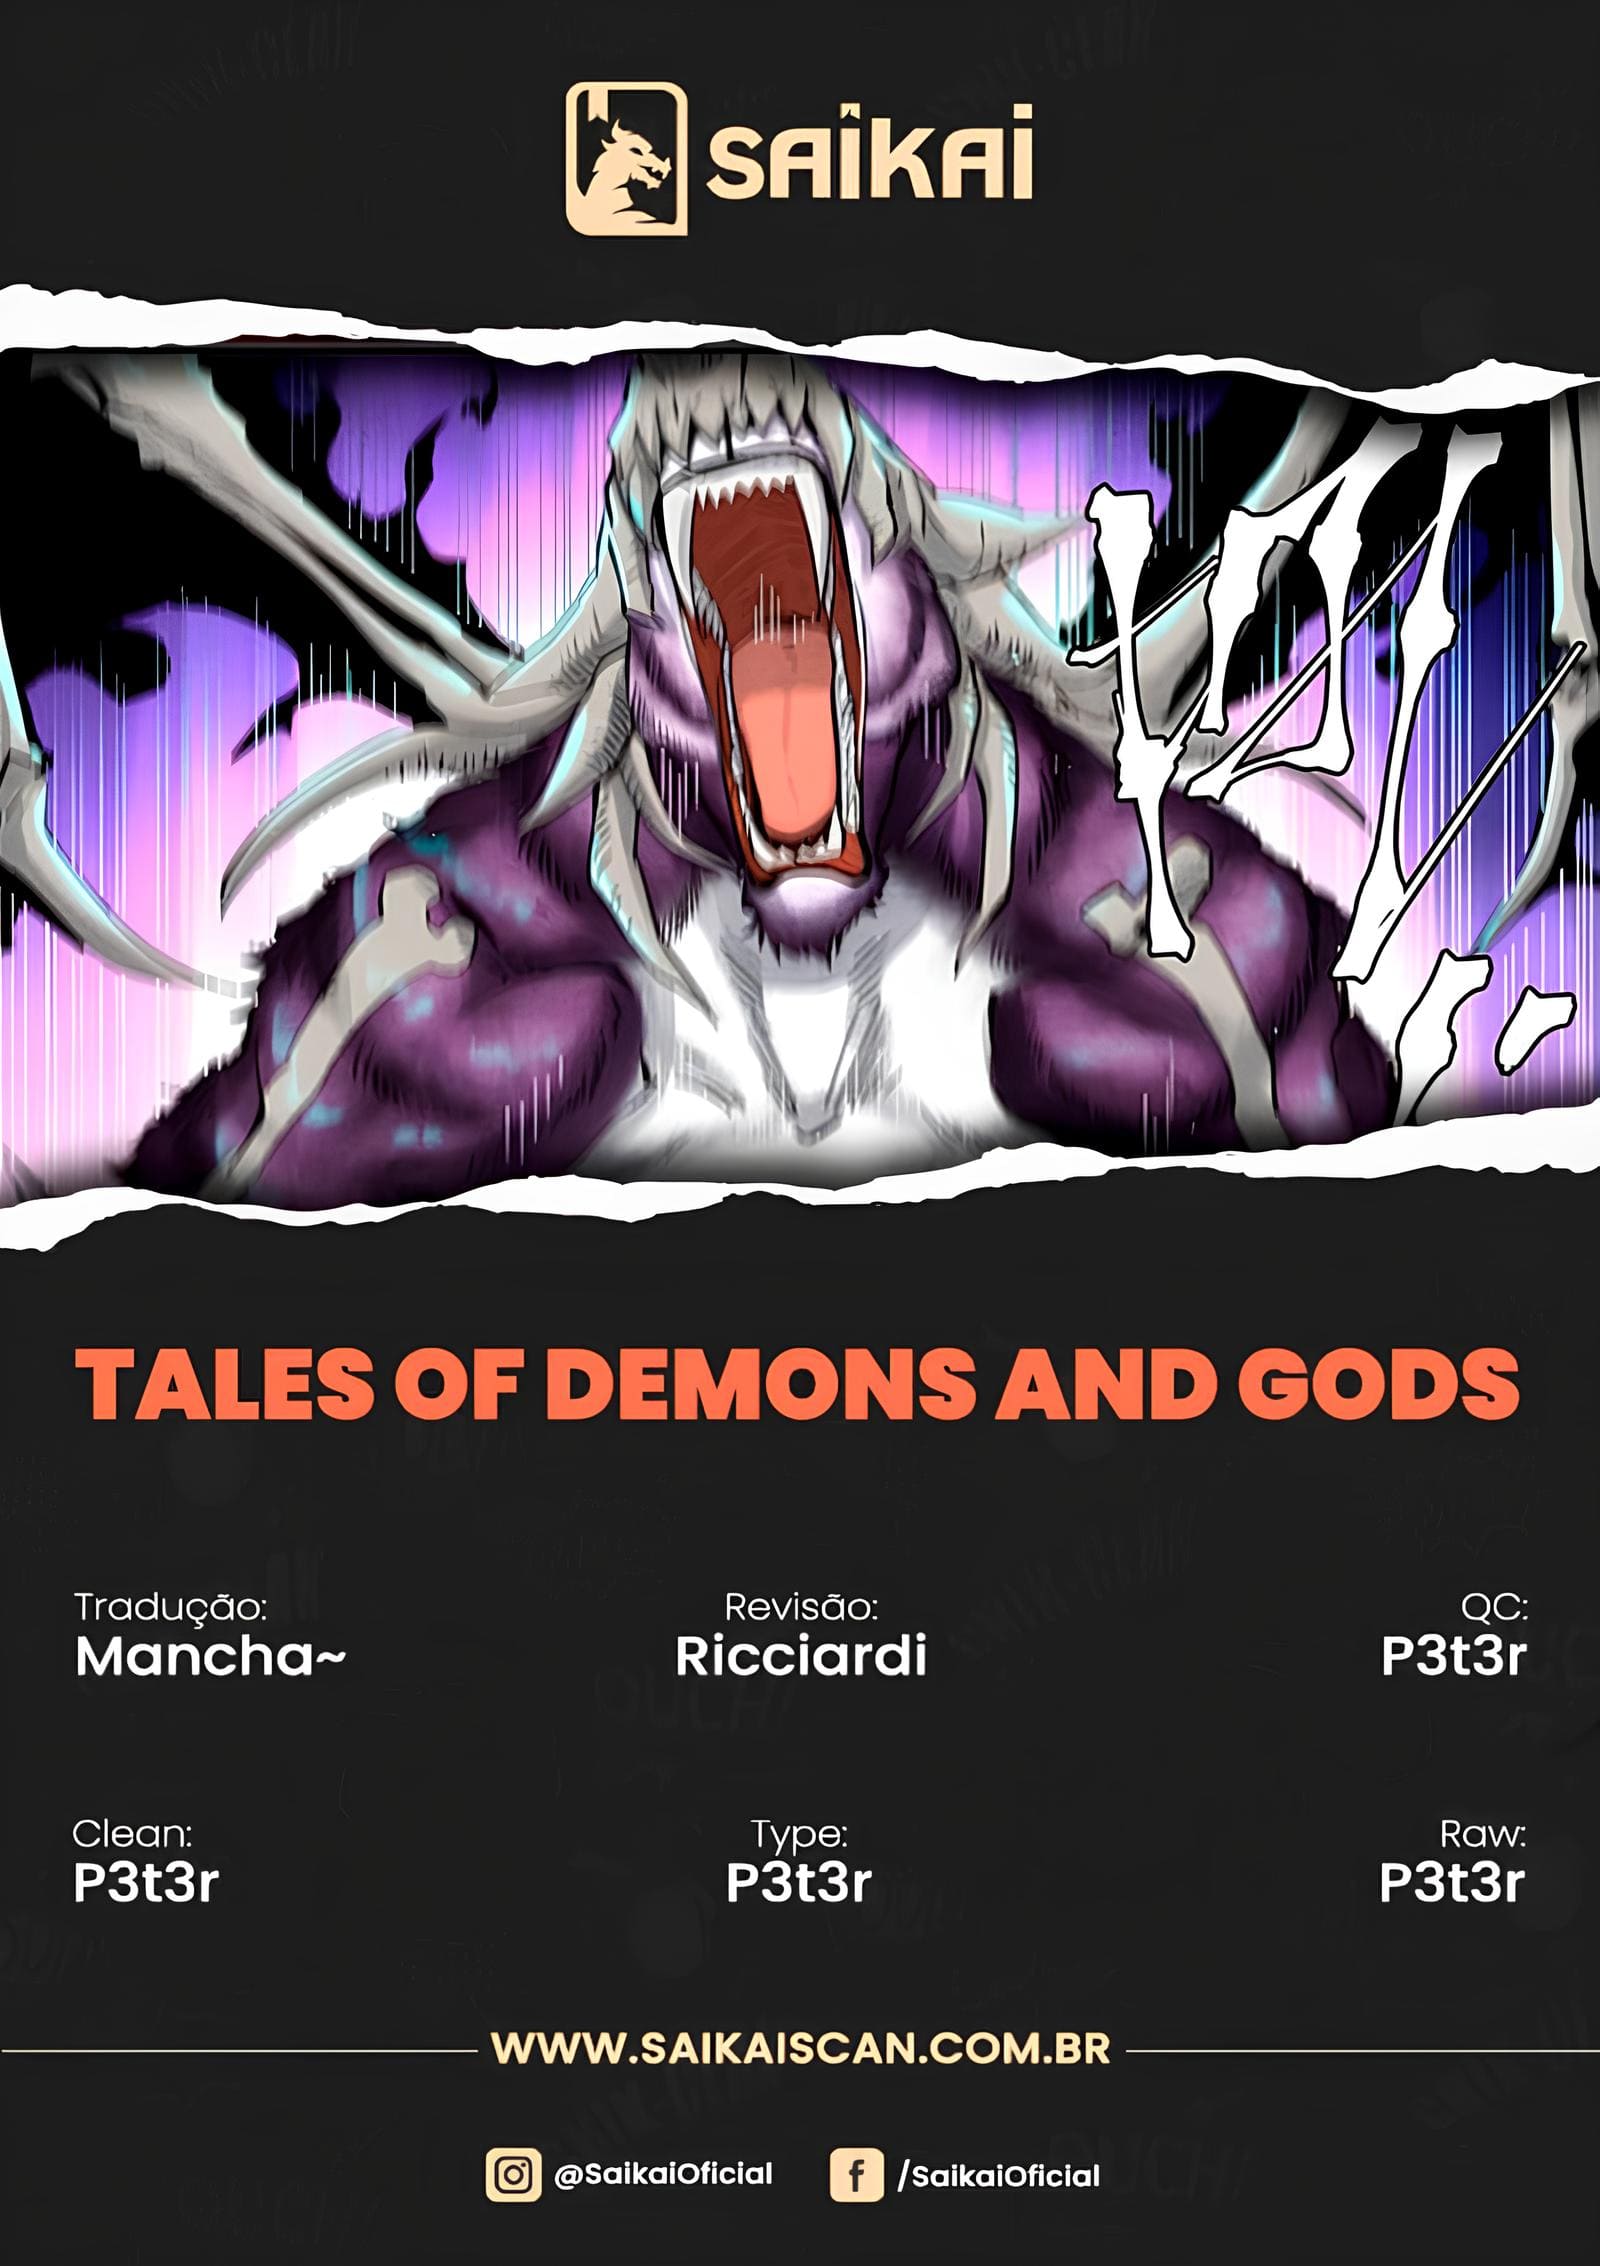 SAIKAI
TALES OF DEMONS AND GODS
Tradução:
Mancha~
Revisão:
Ricciardi
QC:
P3t3r
Clean:
P3t3r
Type:
P3t3r
Raw:
P3t3r
WWW.SAIKAISCAN.COM.BR
@SaikaiOficial
/SaikaiOficial